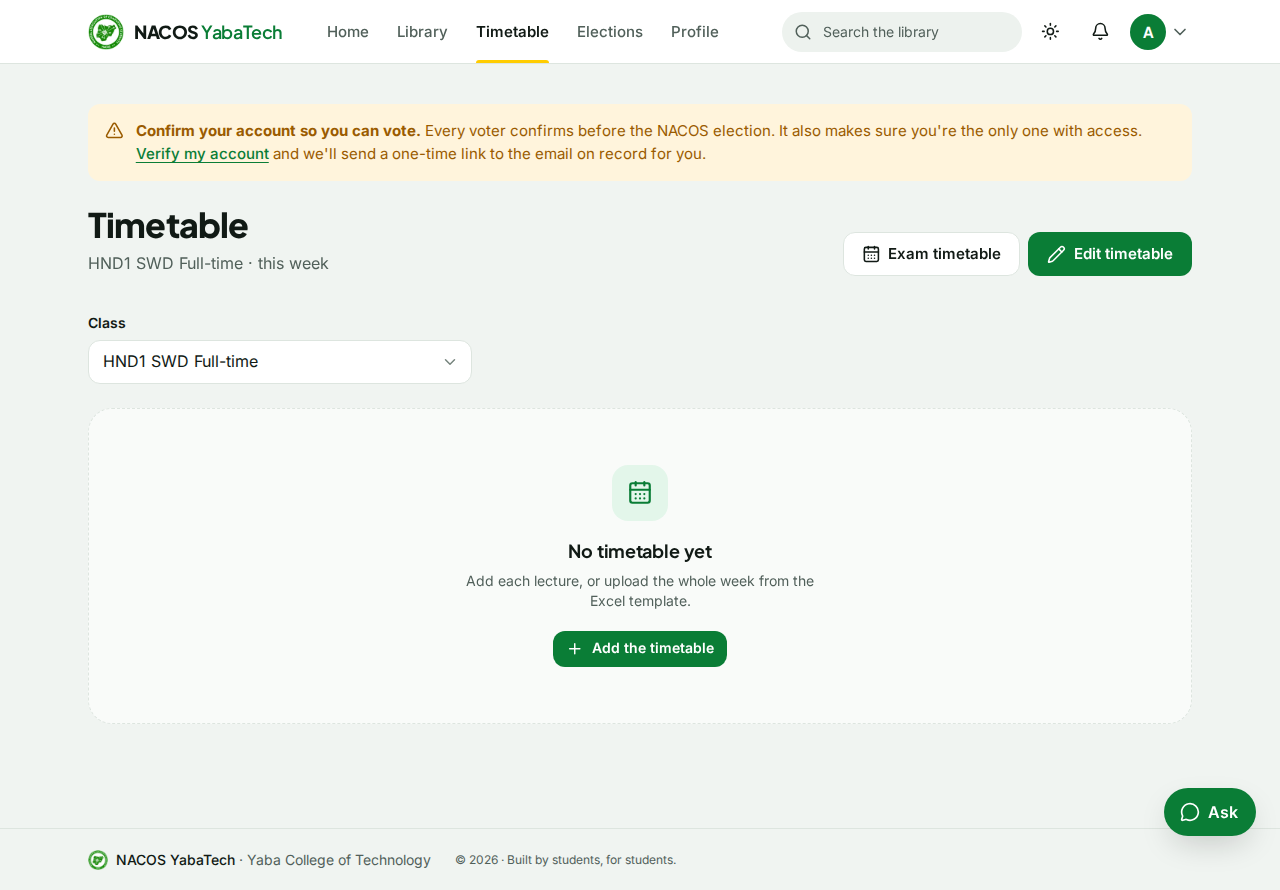 NACOS YabaTech
Home
Library
Timetable
Elections
Profile
Search the library
A
Confirm your account so you can vote. Every voter confirms before the NACOS election. It also makes sure you're the only one with access.
Verify my account and we'll send a one-time link to the email on record for you.
Timetable
HND1 SWD Full-time · this week
Exam timetable
Edit timetable
Class
HND1 SWD Full-time
No timetable yet
Add each lecture, or upload the whole week from the
Excel template.
Add the timetable
Ask
NACOS YabaTech · Yaba College of Technology
© 2026 · Built by students, for students.